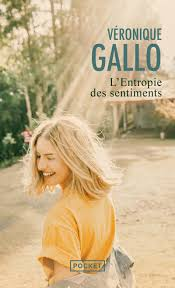 VÉRONIQUE
GALLO
L'Entropie
des sentiments
POCKET